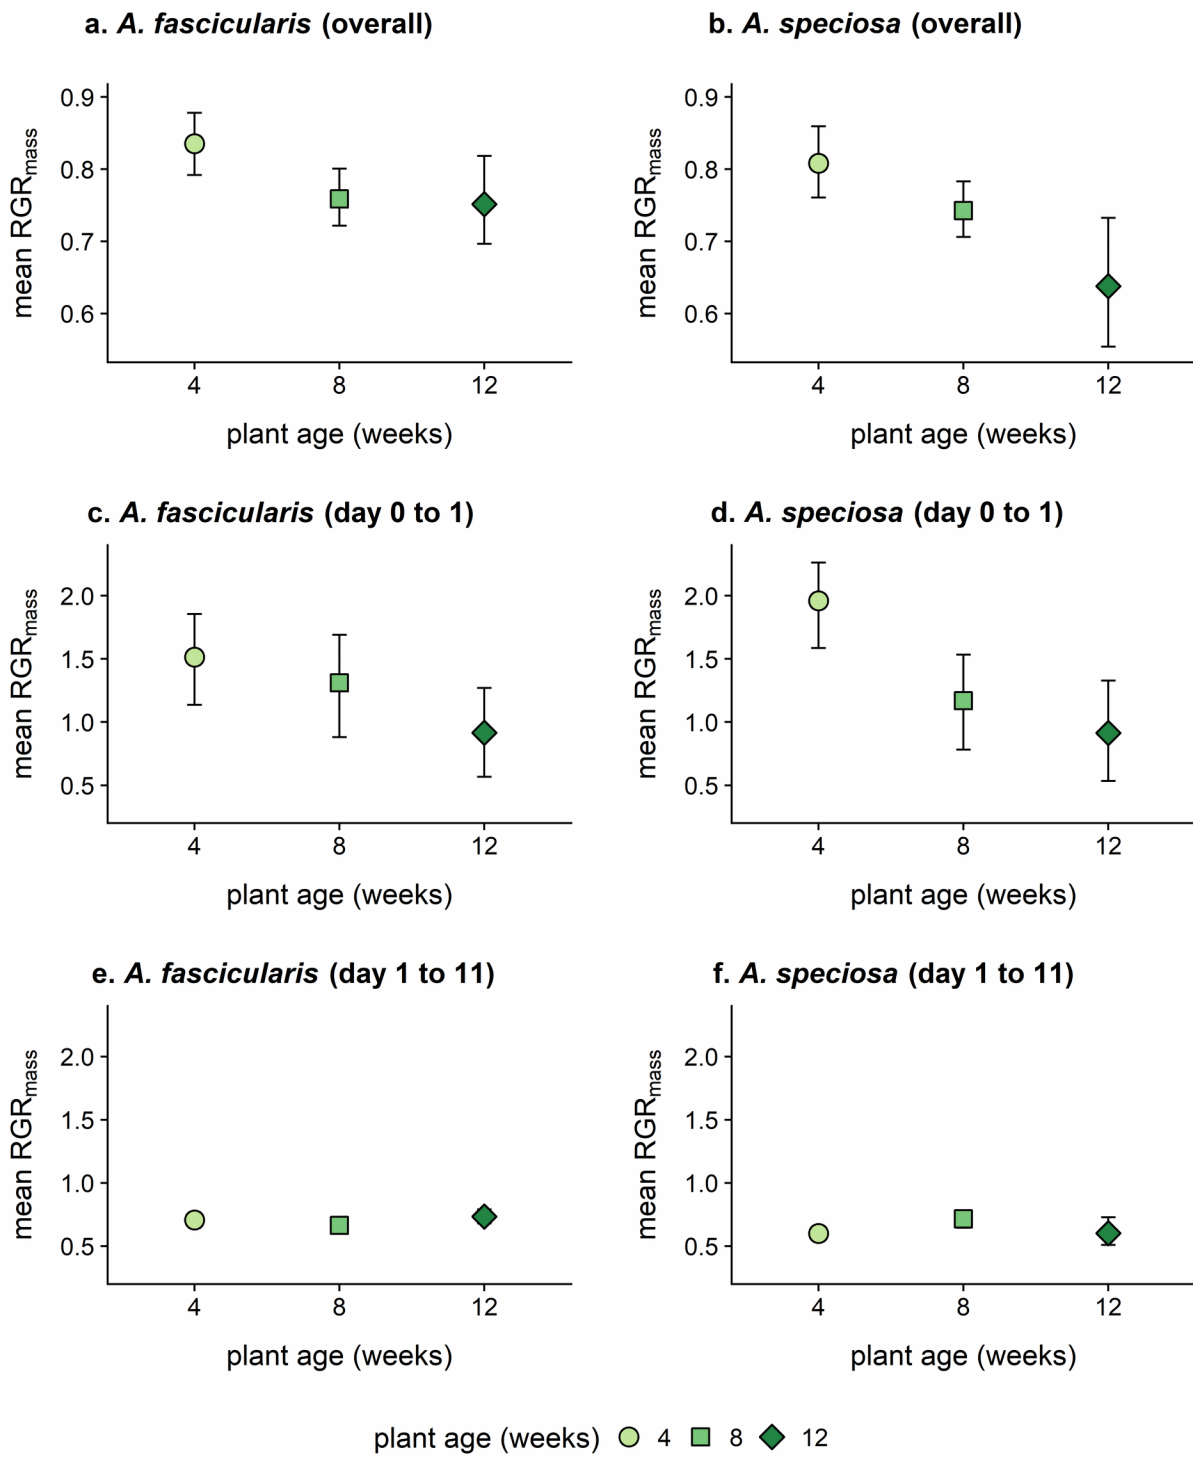 a. A. fascicularis (overall)
b. A. speciosa (overall)
mean RGRmass
0.9
0.8
0.7
0.6
4 8 12
plant age (weeks)
mean RGRmass
0.9
0.8
0.7
0.6
4 8 12
plant age (weeks)
c. A. fascicularis (day 0 to 1)
d. A. speciosa (day 0 to 1)
mean RGRmass
2.0
1.5
1.0
0.5
4 8 12
plant age (weeks)
mean RGRmass
2.0
1.5
1.0
0.5
4 8 12
plant age (weeks)
e. A. fascicularis (day 1 to 11)
f. A. speciosa (day 1 to 11)
mean RGRmass
2.0
1.5
1.0
0.5
4 8 12
plant age (weeks)
mean RGRmass
2.0
1.5
1.0
0.5
4 8 12
plant age (weeks)
plant age (weeks) 4 8 12